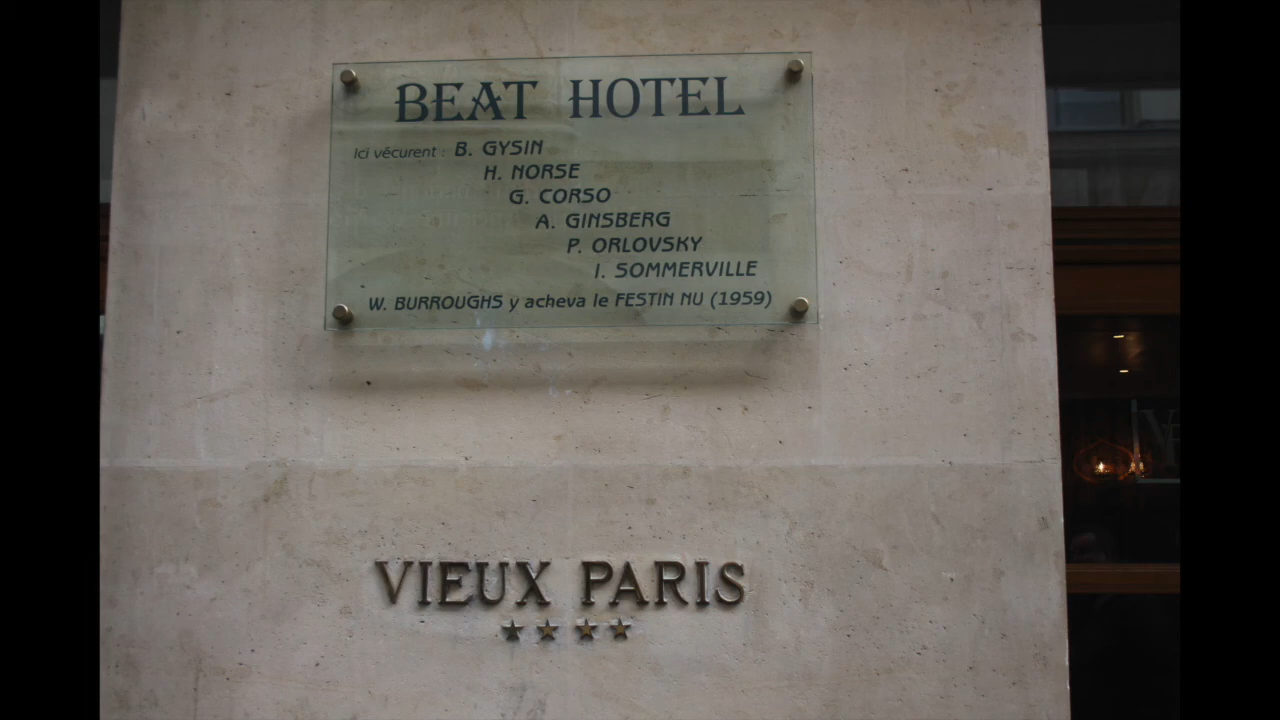 BEAT HOTEL
Ici vécurent : B. GYSIN
H. NORSE
G. CORSO
A. GINSBERG
P. ORLOVSKY
I. SOMMERVILLE
W. BURROUGHS y acheva le FESTIN NU (1959)
VIEUX PARIS